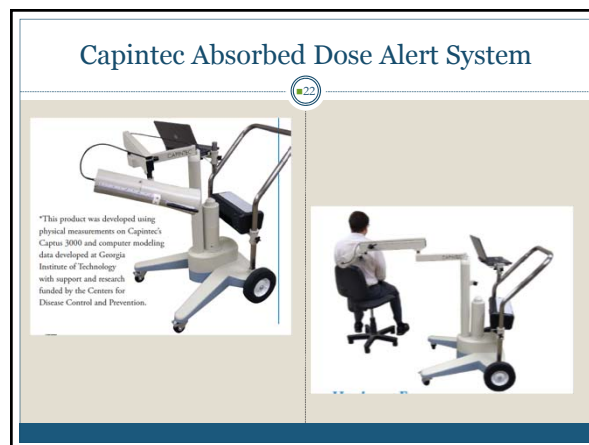 Capintec Absorbed Dose Alert System
22
CAPINTEC
*This product was developed using
physical measurements on Capintec's
Captus 3000 and computer modeling
data developed at Georgia
Institute of Technology
with support and research
funded by the Centers for
Disease Control and Prevention.